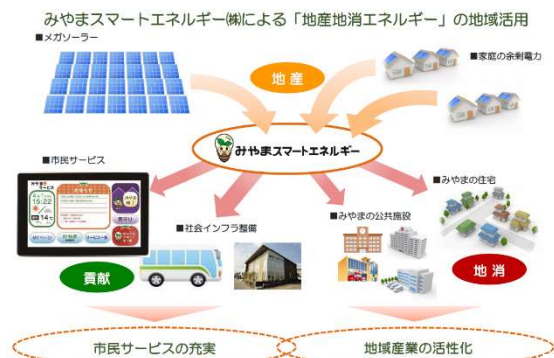 みやまスマートエネルギー㈱による「地産地消エネルギー」の地域活用
■メガソーラー
■家庭の余剰電力
地産
みやまスマートエネルギー
■市民サービス
■みやまの住宅
15:22
14℃
■社会インフラ整備
■みやまの公共施設
貢献
地消
市民サービスの充実
地域産業の活性化